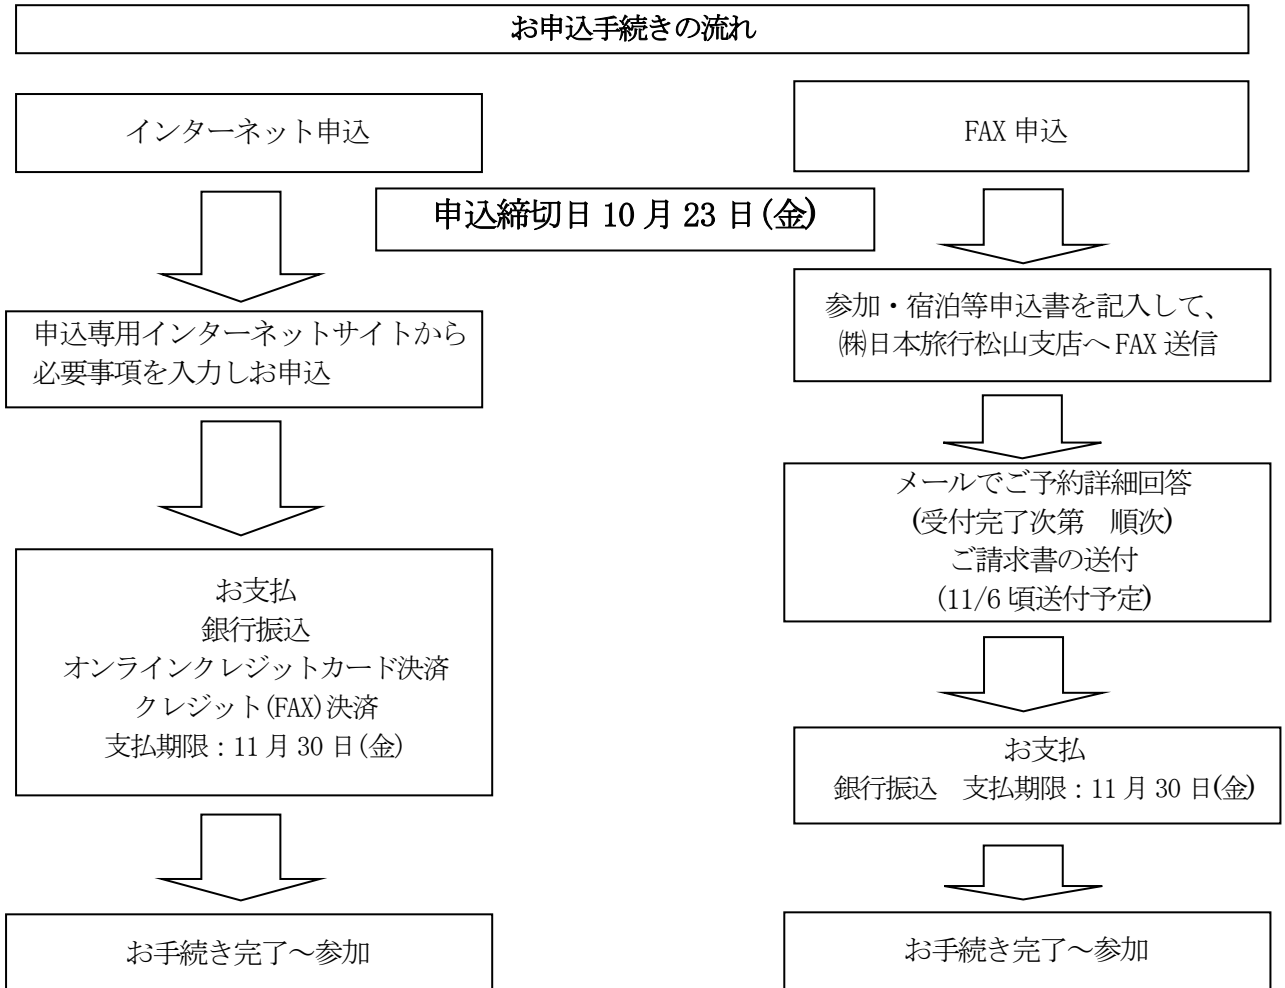 お申込手続きの流れ
インターネット申込
FAX 申込
申込締切日 10 月 23 日(金)
申込専用インターネットサイトから
必要事項を入力しお申込
お支払
銀行振込
オンラインクレジットカード決済
クレジット(FAX)決済
支払期限：11 月 30 日(金)
お手続き完了～参加
参加・宿泊等申込書を記入して、
㈱日本旅行松山支店へ FAX 送信
メールでご予約詳細回答
(受付完了次第　順次)
ご請求書の送付
(11/6 頃送付予定)
お支払
銀行振込　支払期限：11 月 30 日(金)
お手続き完了～参加